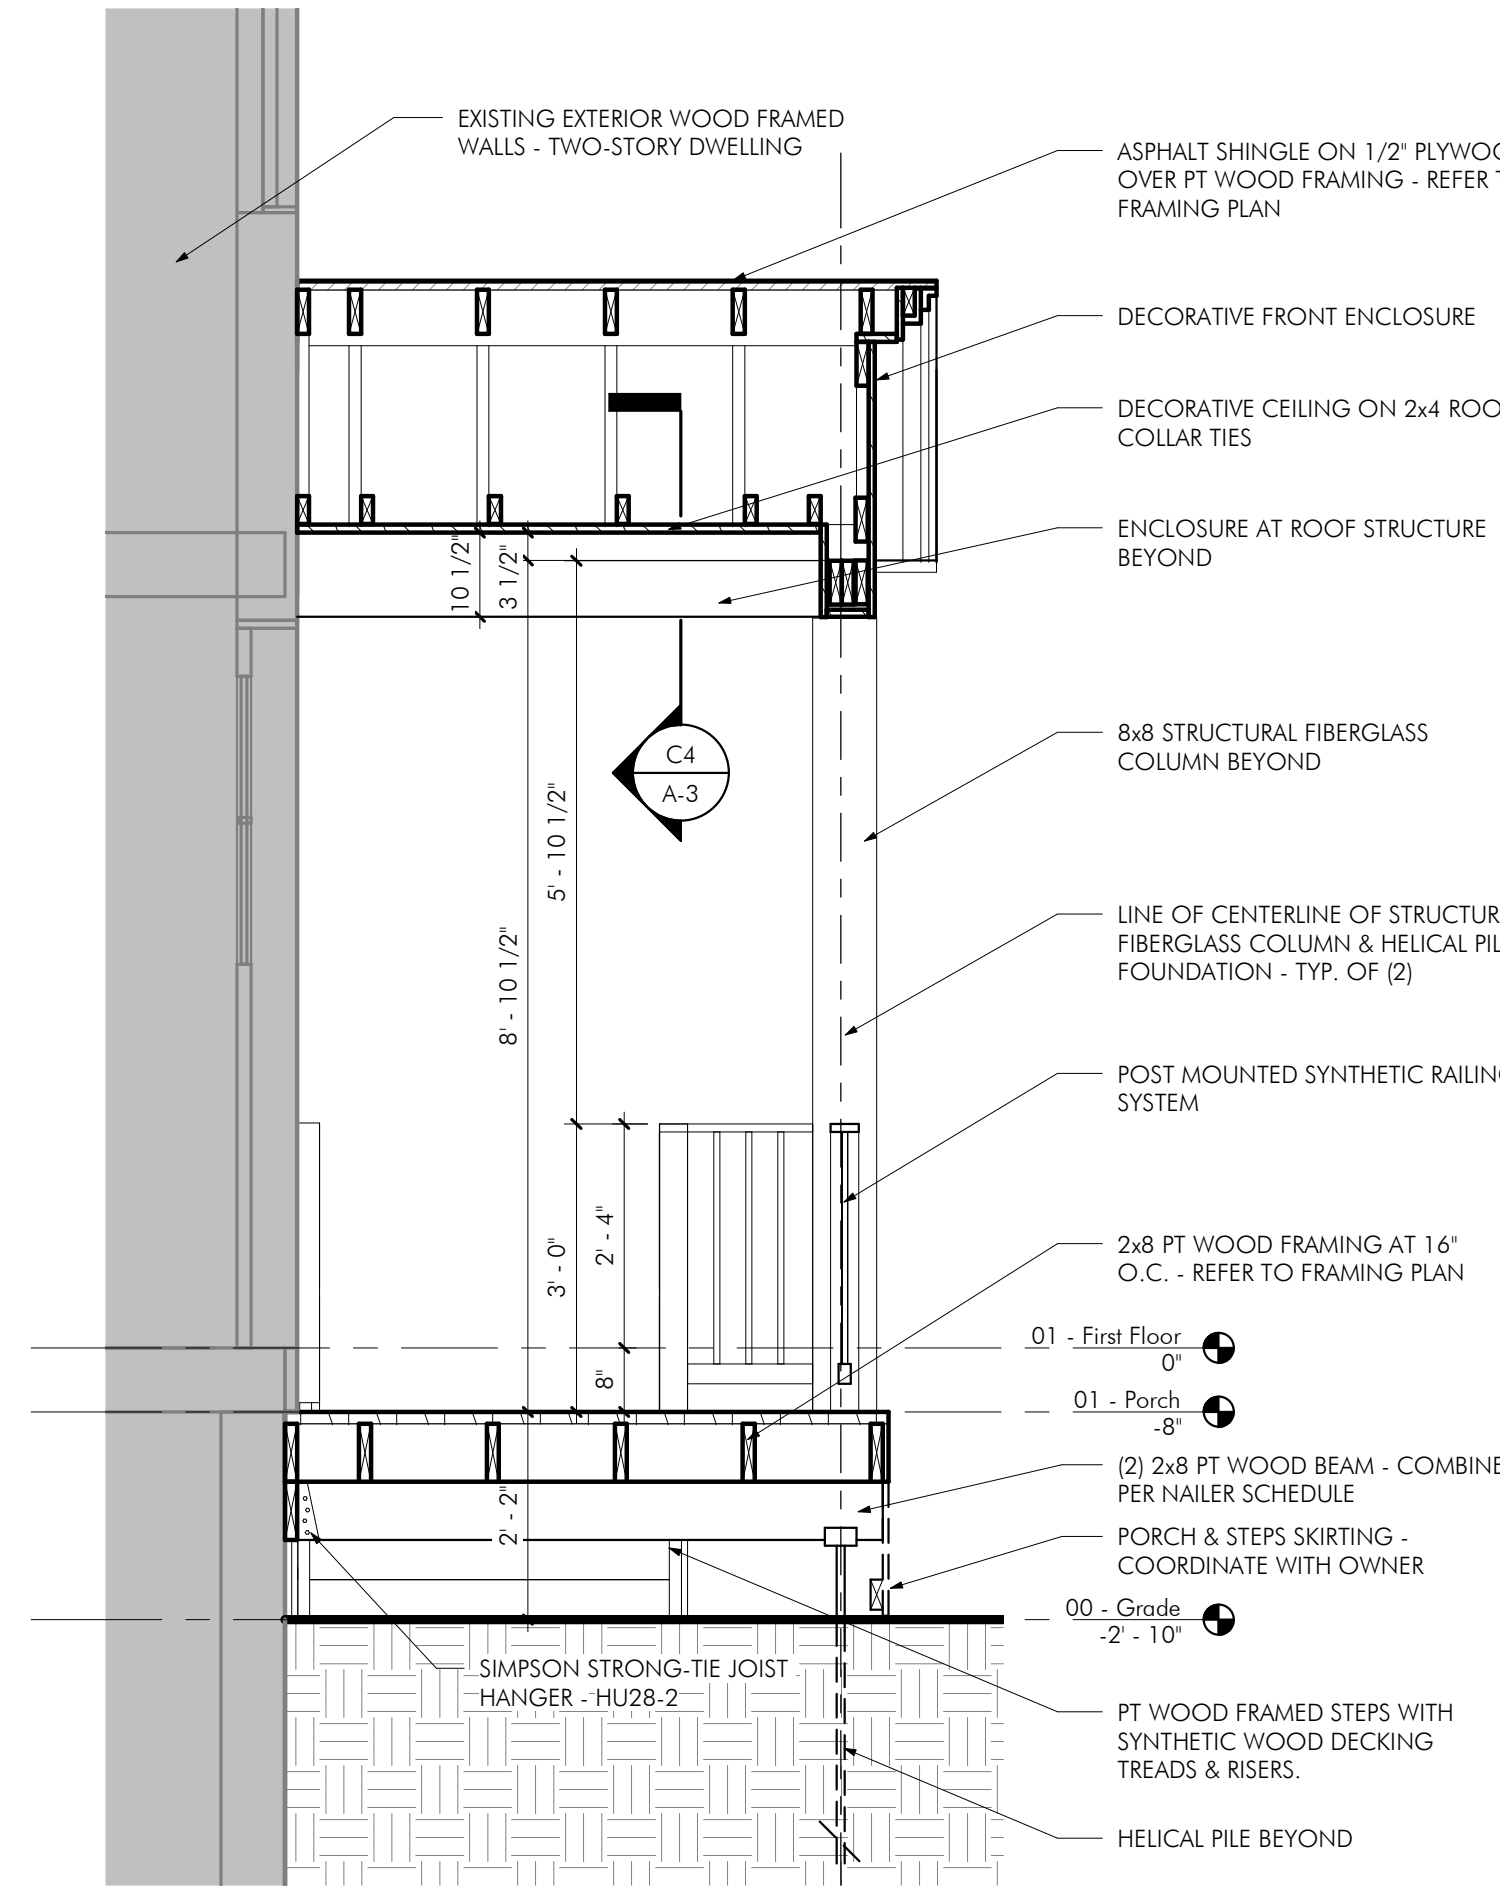 EXISTING EXTERIOR WOOD FRAMED
WALLS - TWO-STORY DWELLING
ASPHALT SHINGLE ON 1/2"
OVER PT WOOD FRAMING - REFER
FRAMING PLAN
DECORATIVE FRONT ENCLOSURE
DECORATIVE CEILING ON 2x4
COLLAR TIES
ENCLOSURE AT ROOF STRUCTURE
BEYOND
10 1/2"
3 1/2"
8x8 STRUCTURAL FIBERGLASS
COLUMN BEYOND
C4
A-3
5' - 10 1/2"
8' - 10 1/2"
LINE OF CENTERLINE OF
FIBERGLASS COLUMN & HELICAL
FOUNDATION - TYP. OF (2)
POST MOUNTED SYNTHETIC
SYSTEM
3' - 0"
2' - 4"
8"
2x8 PT WOOD FRAMING AT 16"
O.C. - REFER TO FRAMING PLAN
01 - First Floor
0"
01 - Porch
-8"
(2) 2x8 PT WOOD BEAM -
PER NAILER SCHEDULE
2' - 2"
PORCH & STEPS SKIRTING -
COORDINATE WITH OWNER
00 - Grade
-2' - 10"
SIMPSON STRONG-TIE JOIST
HANGER - HU28-2
PT WOOD FRAMED STEPS WITH
SYNTHETIC WOOD DECKING
TREADS & RISERS.
HELICAL PILE BEYOND